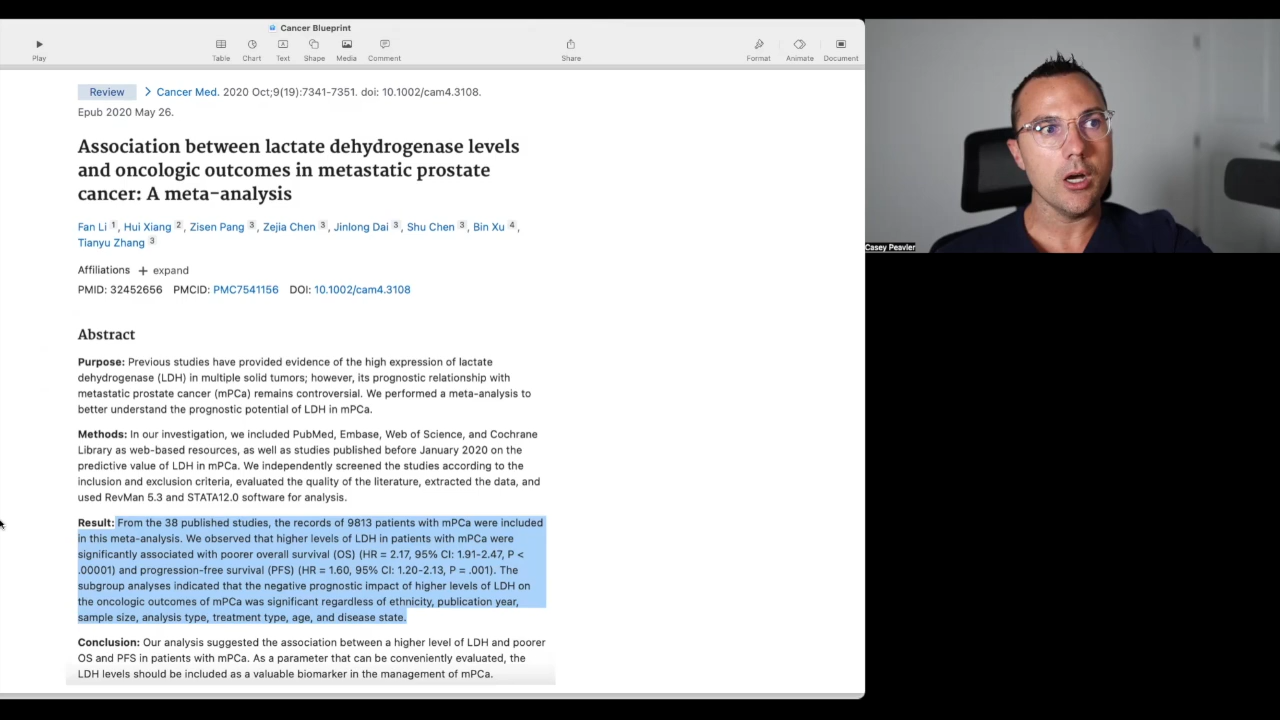 Cancer Blueprint
Play
Table
Chart
Text
Shape
Media
Comment
Share
Format
Animate
Document
Review
Cancer Med. 2020 Oct;9(19):7341-7351. doi: 10.1002/cam4.3108.
Epub 2020 May 26.
Association between lactate dehydrogenase levels
and oncologic outcomes in metastatic prostate
cancer: A meta-analysis
Fan Li 1, Hui Xiang 2, Zisen Pang 3, Zejia Chen 3, Jinlong Dai 3, Shu Chen 3, Bin Xu 4,
Tianyu Zhang 3
Affiliations + expand
PMID: 32452656 PMCID: PMC7541156 DOI: 10.1002/cam4.3108
Abstract
Purpose: Previous studies have provided evidence of the high expression of lactate
dehydrogenase (LDH) in multiple solid tumors; however, its prognostic relationship with
metastatic prostate cancer (mPCa) remains controversial. We performed a meta-analysis to
better understand the prognostic potential of LDH in mPCa.
Methods: In our investigation, we included PubMed, Embase, Web of Science, and Cochrane
Library as web-based resources, as well as studies published before January 2020 on the
predictive value of LDH in mPCa. We independently screened the studies according to the
inclusion and exclusion criteria, evaluated the quality of the literature, extracted the data, and
used RevMan 5.3 and STATA12.0 software for analysis.
Result: From the 38 published studies, the records of 9813 patients with mPCa were included
in this meta-analysis. We observed that higher levels of LDH in patients with mPCa were
significantly associated with poorer overall survival (OS) (HR = 2.17, 95% CI: 1.91-2.47, P <
.00001) and progression-free survival (PFS) (HR = 1.60, 95% CI: 1.20-2.13, P = .001). The
subgroup analyses indicated that the negative prognostic impact of higher levels of LDH on
the oncologic outcomes of mPCa was significant regardless of ethnicity, publication year,
sample size, analysis type, treatment type, age, and disease state.
Conclusion: Our analysis suggested the association between a higher level of LDH and poorer
OS and PFS in patients with mPCa. As a parameter that can be conveniently evaluated, the
LDH levels should be included as a valuable biomarker in the management of mPCa.
Casey Peavler